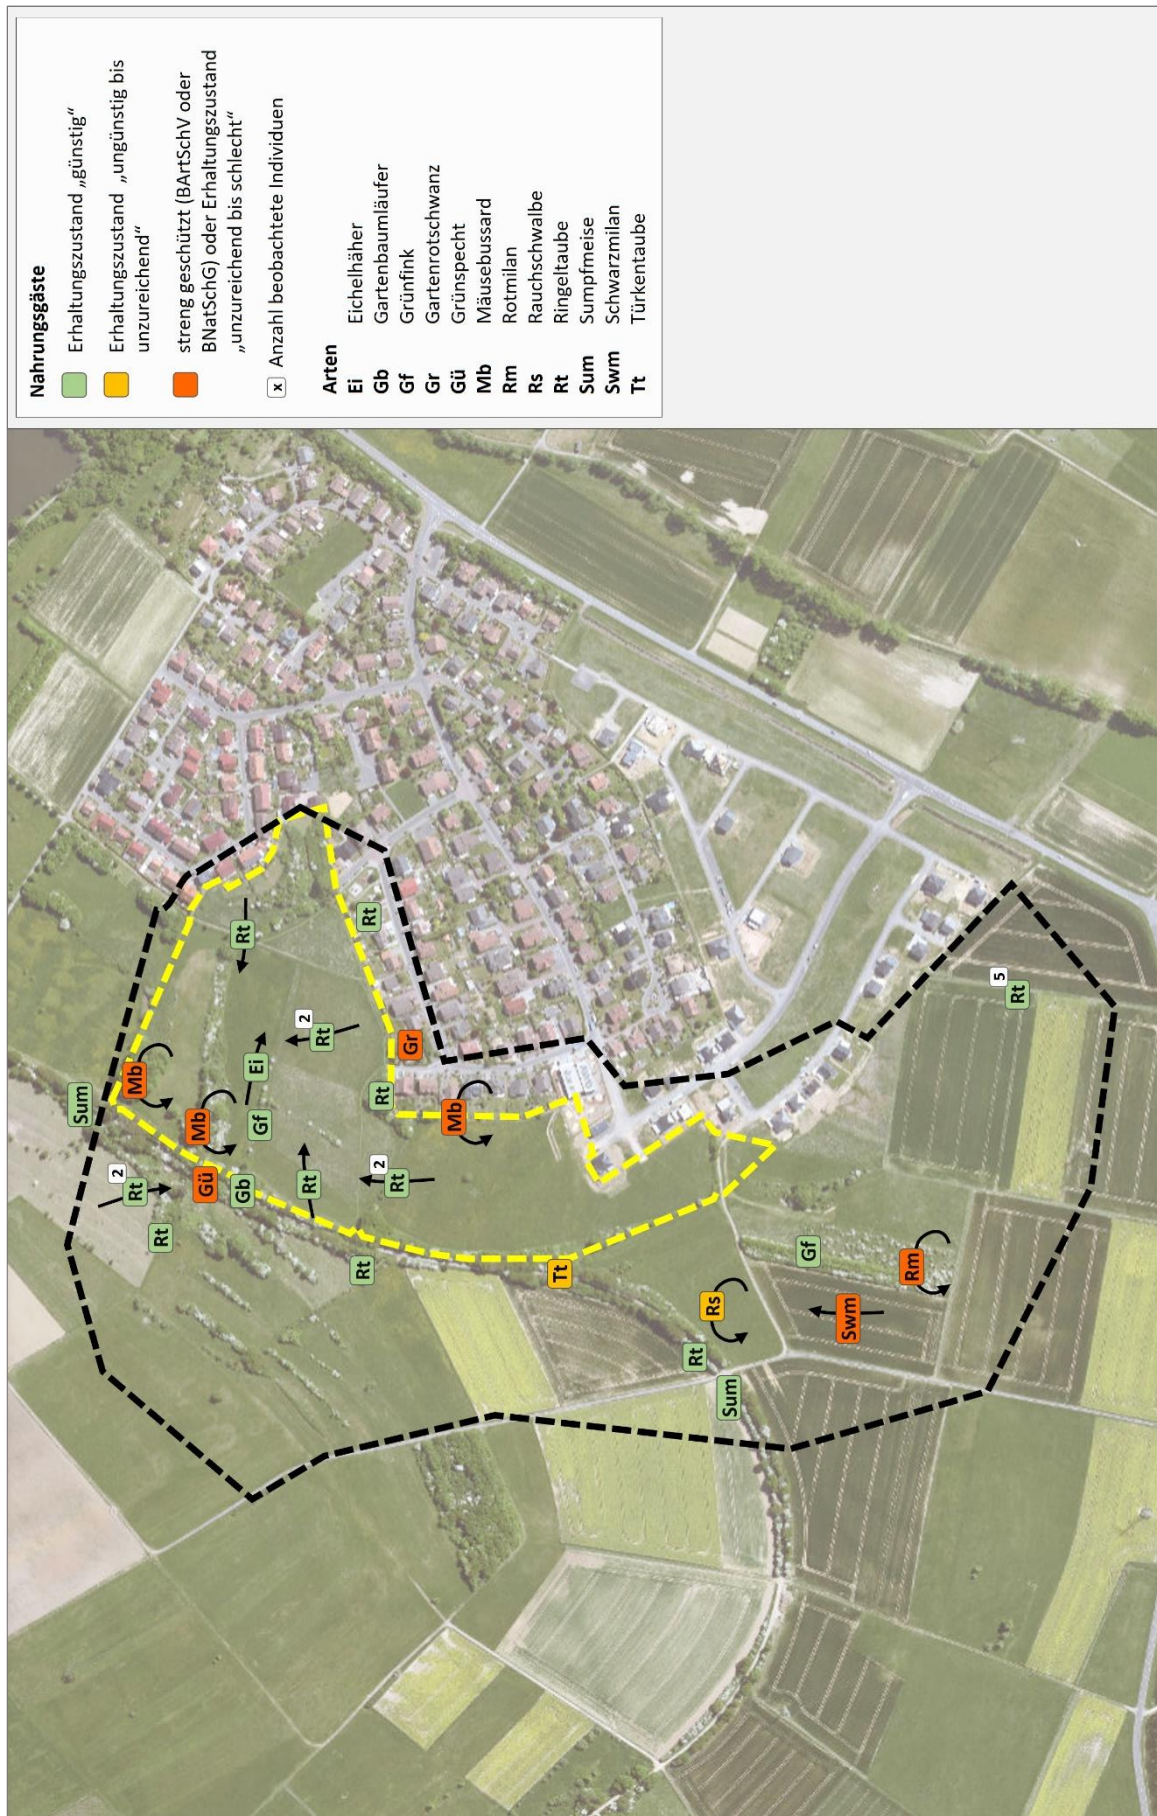 Nahrungsgäste
Erhaltungszustand „günstig“
Erhaltungszustand „ungünstig bis
unzureichend“
streng geschützt (BArtSchV oder
BNatSchG) oder Erhaltungszustand
„unzureichend bis schlecht“
x Anzahl beobachtete Individuen
Arten
Ei Eichelhäher
Gb Gartenbaumläufer
Gf Grünfink
Gr Gartenrotschwanz
Gü Grünspecht
Mb Mäusebussard
Rm Rotmilan
Rs Rauchschwalbe
Rt Ringeltaube
Sum Sumpfmeise
Swm Schwarzmilan
Tt Türkentaube
Sum
Mb
2
Rt
Rt
Mb
Gü
Gb
Gf
Ei
Rt
Rt
2
Rt
Rt
Rt
Rt
2
Rt
Gr
Mb
Tt
Rt
Rs
Sum
Gf
Swm
Rm
5
Rt